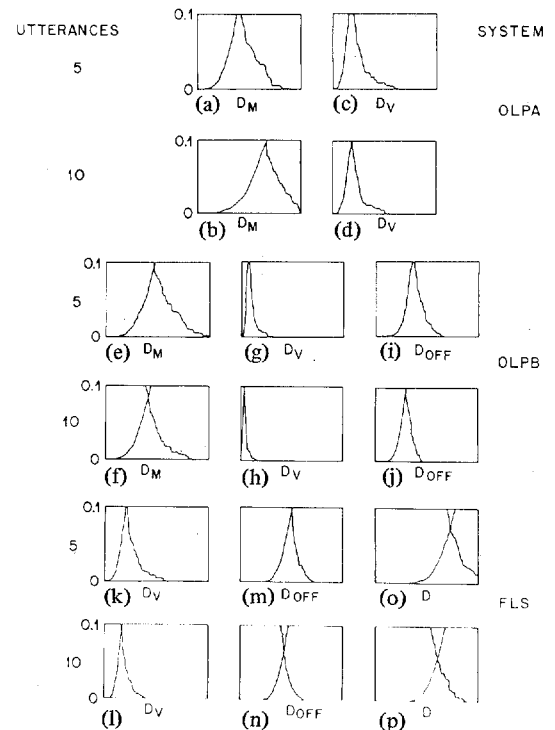 UTTERANCES
SYSTEM
5
0.1
0
(a) DM
(c) DV
OLPA
10
0.1
0
(b) DM
(d) DV
5
0.1
0
(e) DM
(g) DV
(i) DOFF
OLPB
10
0.1
0
(f) DM
(h) DV
(j) DOFF
5
0.1
0
(k) DV
(m) DOFF
(o) D
FLS
10
0.1
0
(l) DV
(n) DOFF
(p) D